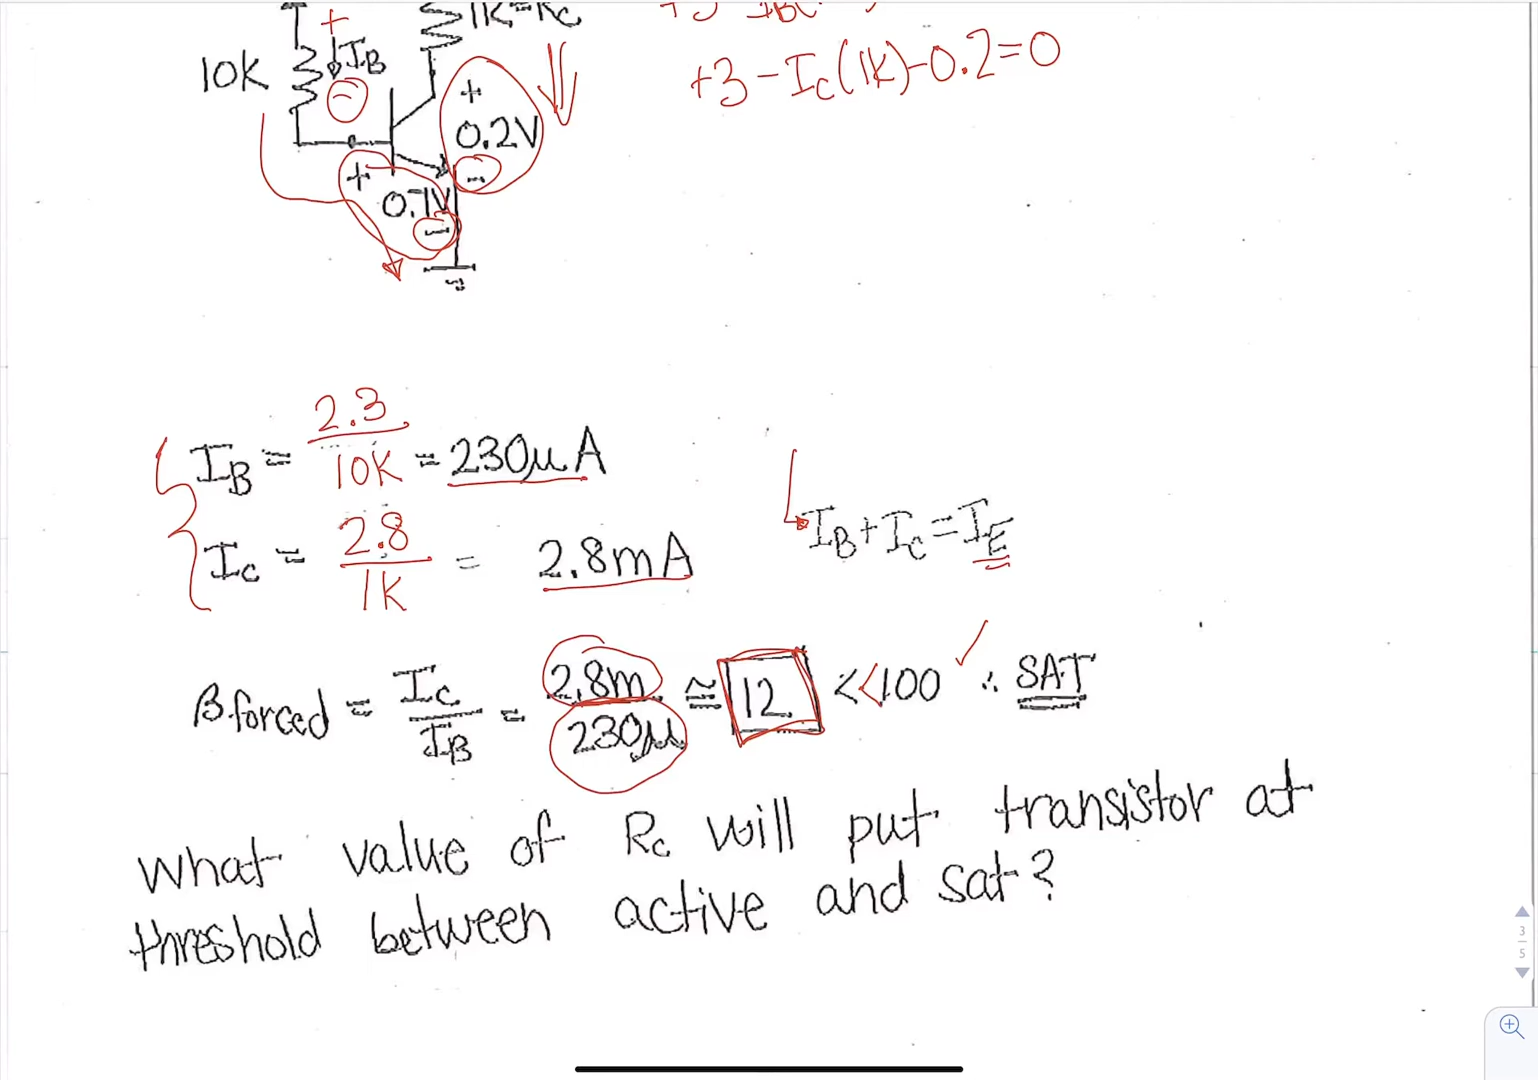 1K=Rc
+3 - Ic(1K) - 0.2 = 0
+
IB
10K
-
+
0.2V
-
+
0.7V
-
IB = 2.3/10K = 230μA
Ic = 2.8/1K = 2.8mA
IB + Ic = IE
βforced = Ic/IB = 2.8m/230μ ≅ 12 < <100 ∴ SAT
What value of Rc will put transistor at
threshold between active and sat?
3
5